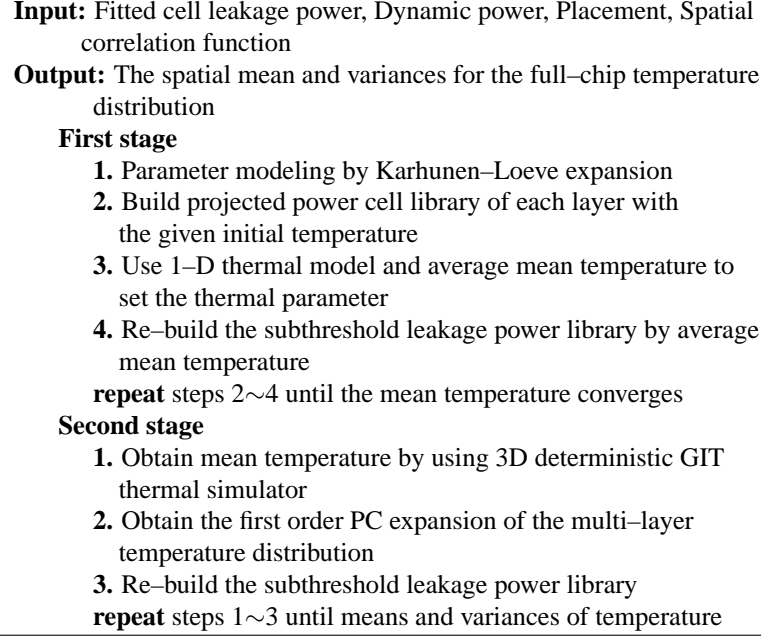 Input: Fitted cell leakage power, Dynamic power, Placement, Spatial
correlation function
Output: The spatial mean and variances for the full–chip temperature
distribution
First stage
1. Parameter modeling by Karhunen–Loeve expansion
2. Build projected power cell library of each layer with
the given initial temperature
3. Use 1–D thermal model and average mean temperature to
set the thermal parameter
4. Re–build the subthreshold leakage power library by average
mean temperature
repeat steps 2∼4 until the mean temperature converges
Second stage
1. Obtain mean temperature by using 3D deterministic GIT
thermal simulator
2. Obtain the first order PC expansion of the multi–layer
temperature distribution
3. Re–build the subthreshold leakage power library
repeat steps 1∼3 until means and variances of temperature